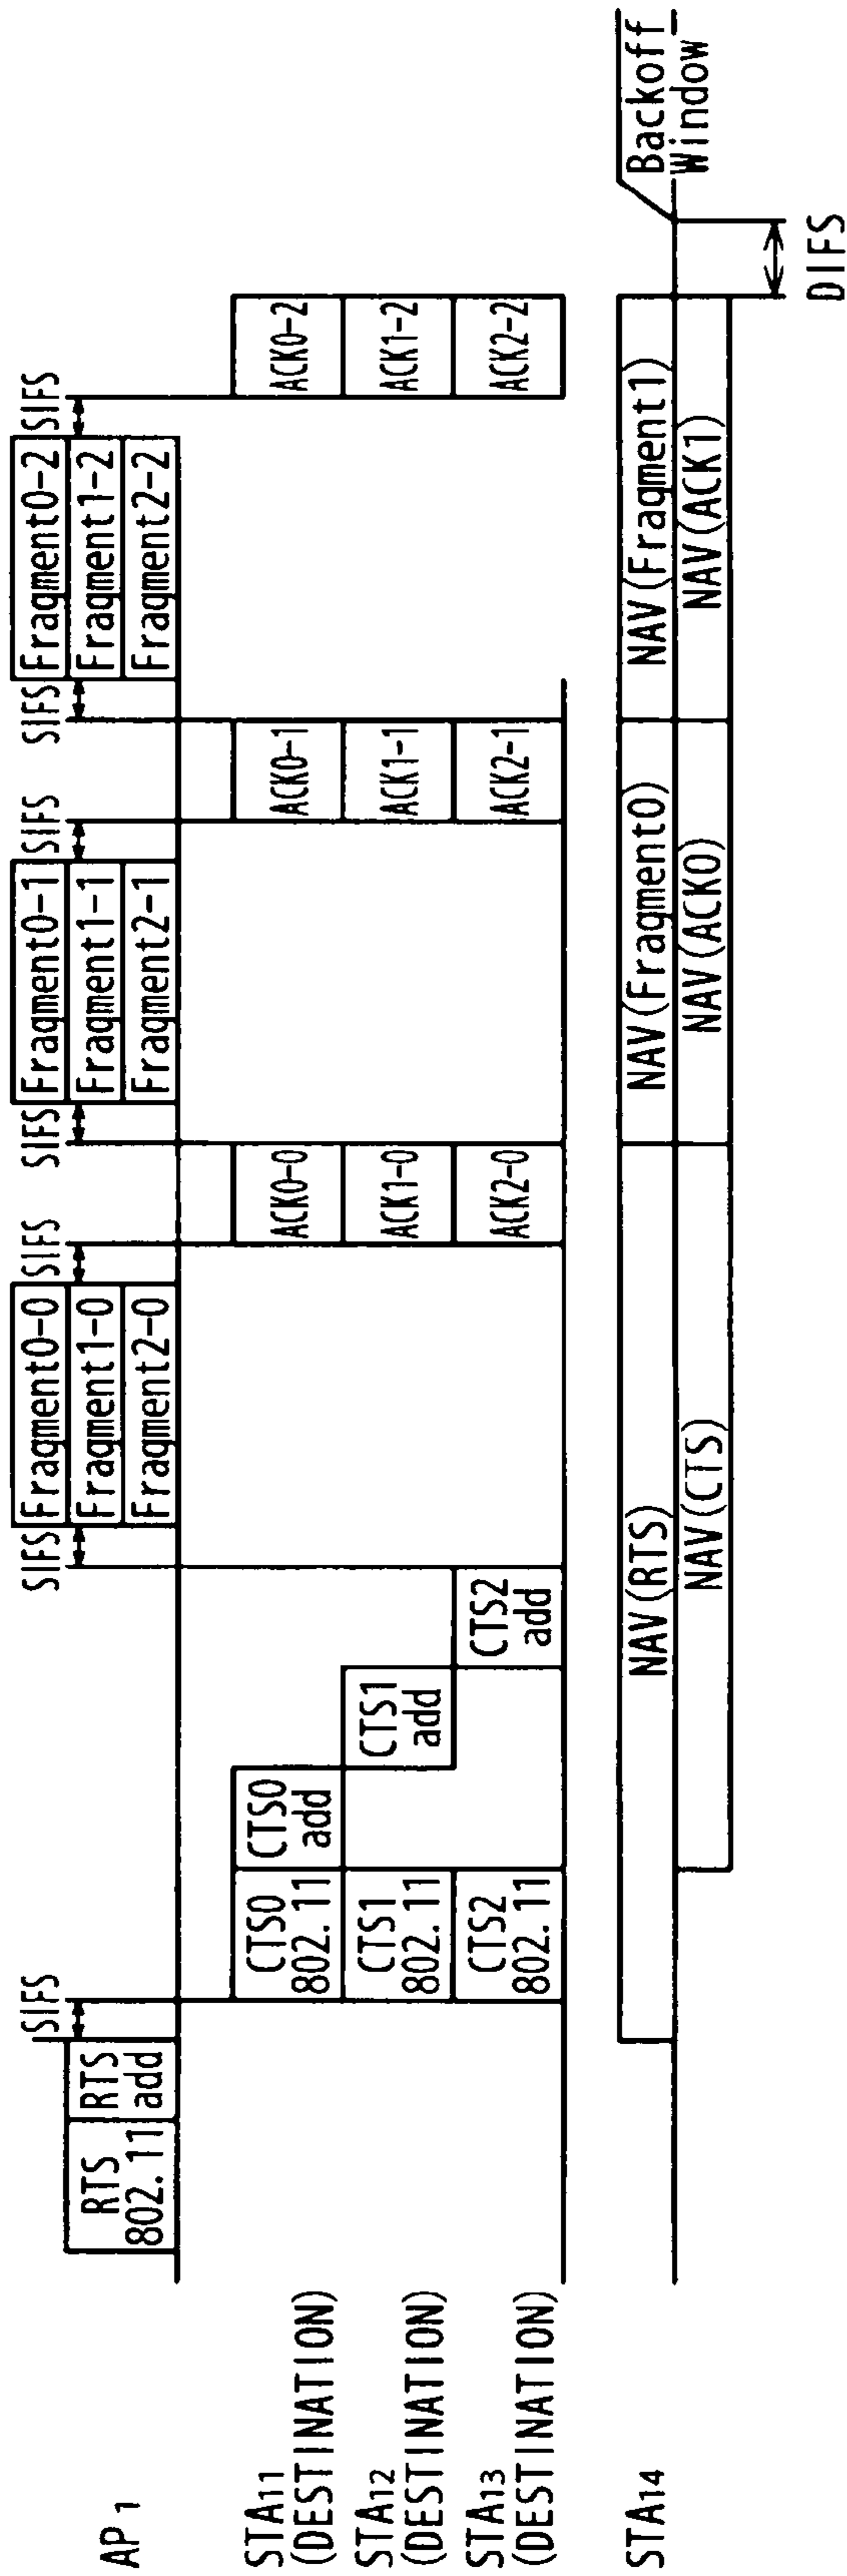 AP1
RTS
802.11
RTS
add
SIFS
SIFS
Fragment0-0
Fragment1-0
Fragment2-0
SIFS
SIFS
Fragment0-1
Fragment1-1
Fragment2-1
SIFS
SIFS
Fragment0-2
Fragment1-2
Fragment2-2
SIFS
STA11
(DESTINATION)
CTS0
802.11
CTS0
add
ACK0-0
ACK0-1
ACK0-2
STA12
(DESTINATION)
CTS1
802.11
CTS1
add
ACK1-0
ACK1-1
ACK1-2
STA13
(DESTINATION)
CTS2
802.11
CTS2
add
ACK2-0
ACK2-1
ACK2-2
STA14
NAV(RTS)
NAV(Fragment0)
NAV(Fragment1)
NAV(CTS)
NAV(ACK0)
NAV(ACK1)
Backoff
Window
DIFS